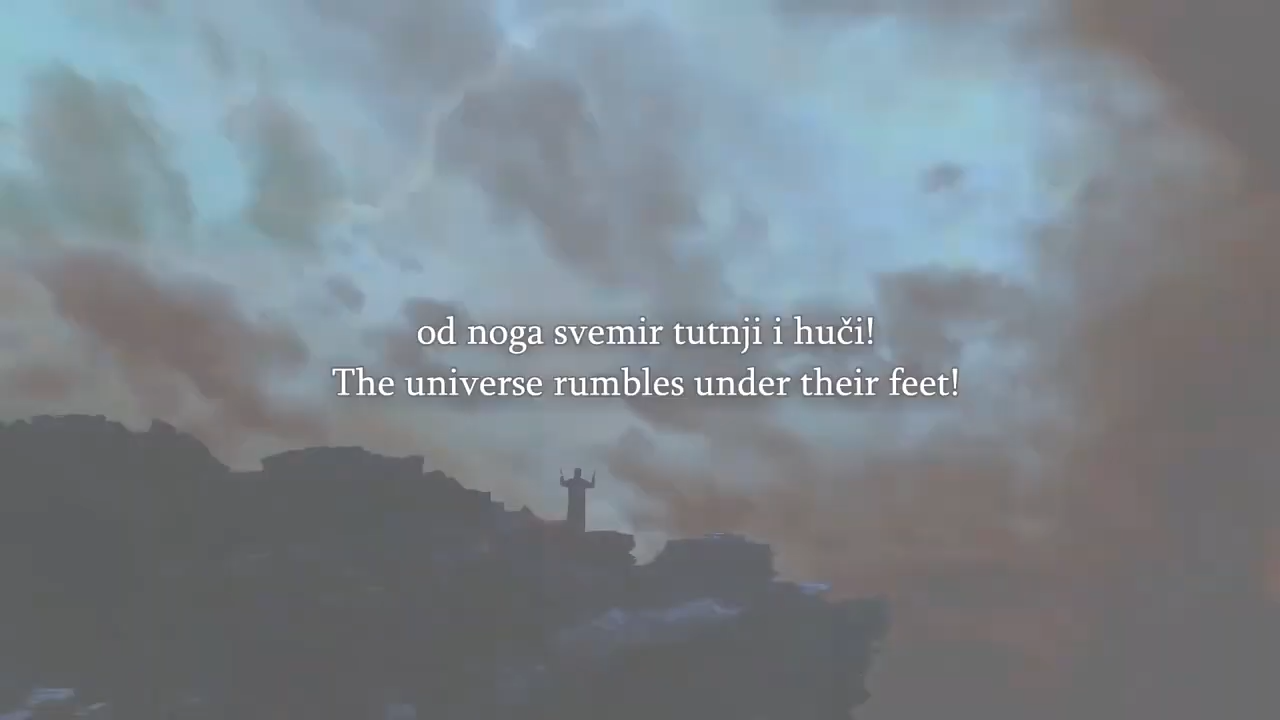 od noga svemir tutnji i huči!
The universe rumbles under their feet!